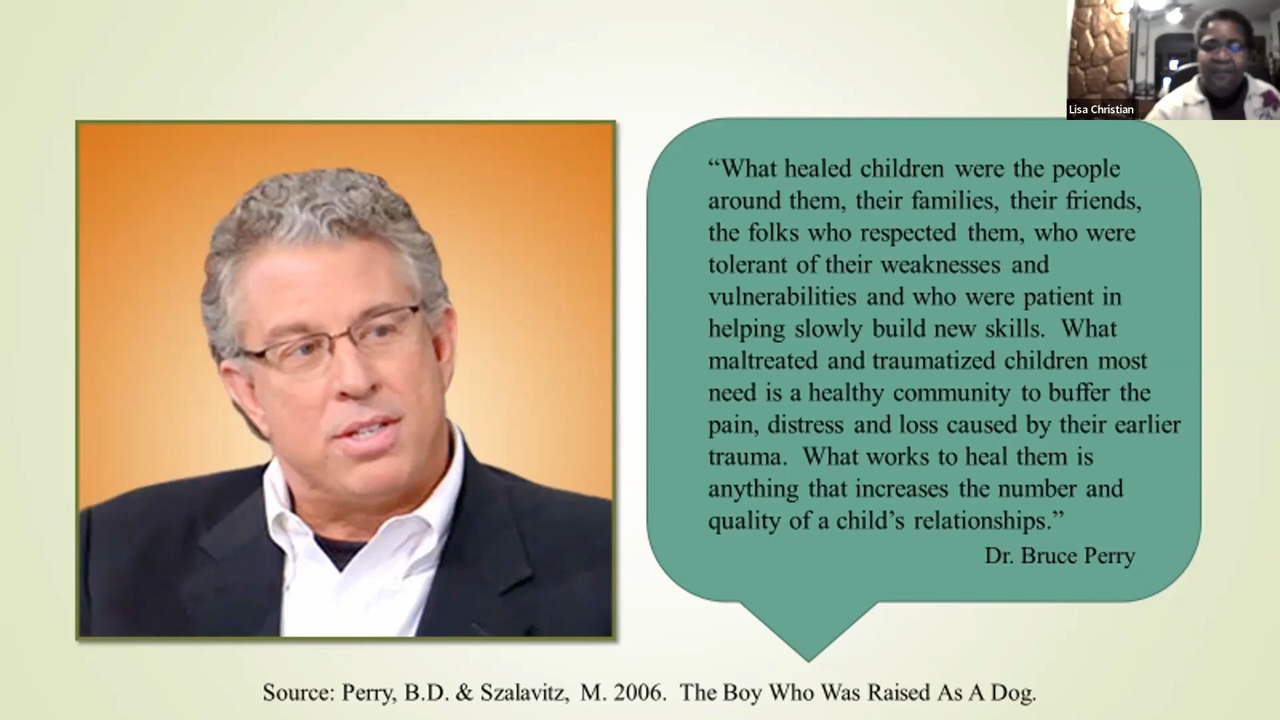 Lisa Christian
“What healed children were the people
around them, their families, their friends,
the folks who respected them, who were
tolerant of their weaknesses and
vulnerabilities and who were patient in
helping slowly build new skills.  What
maltreated and traumatized children most
need is a healthy community to buffer the
pain, distress and loss caused by their earlier
trauma.  What works to heal them is
anything that increases the number and
quality of a child’s relationships.”
Dr. Bruce Perry
Source: Perry, B.D. & Szalavitz, M. 2006.  The Boy Who Was Raised As A Dog.